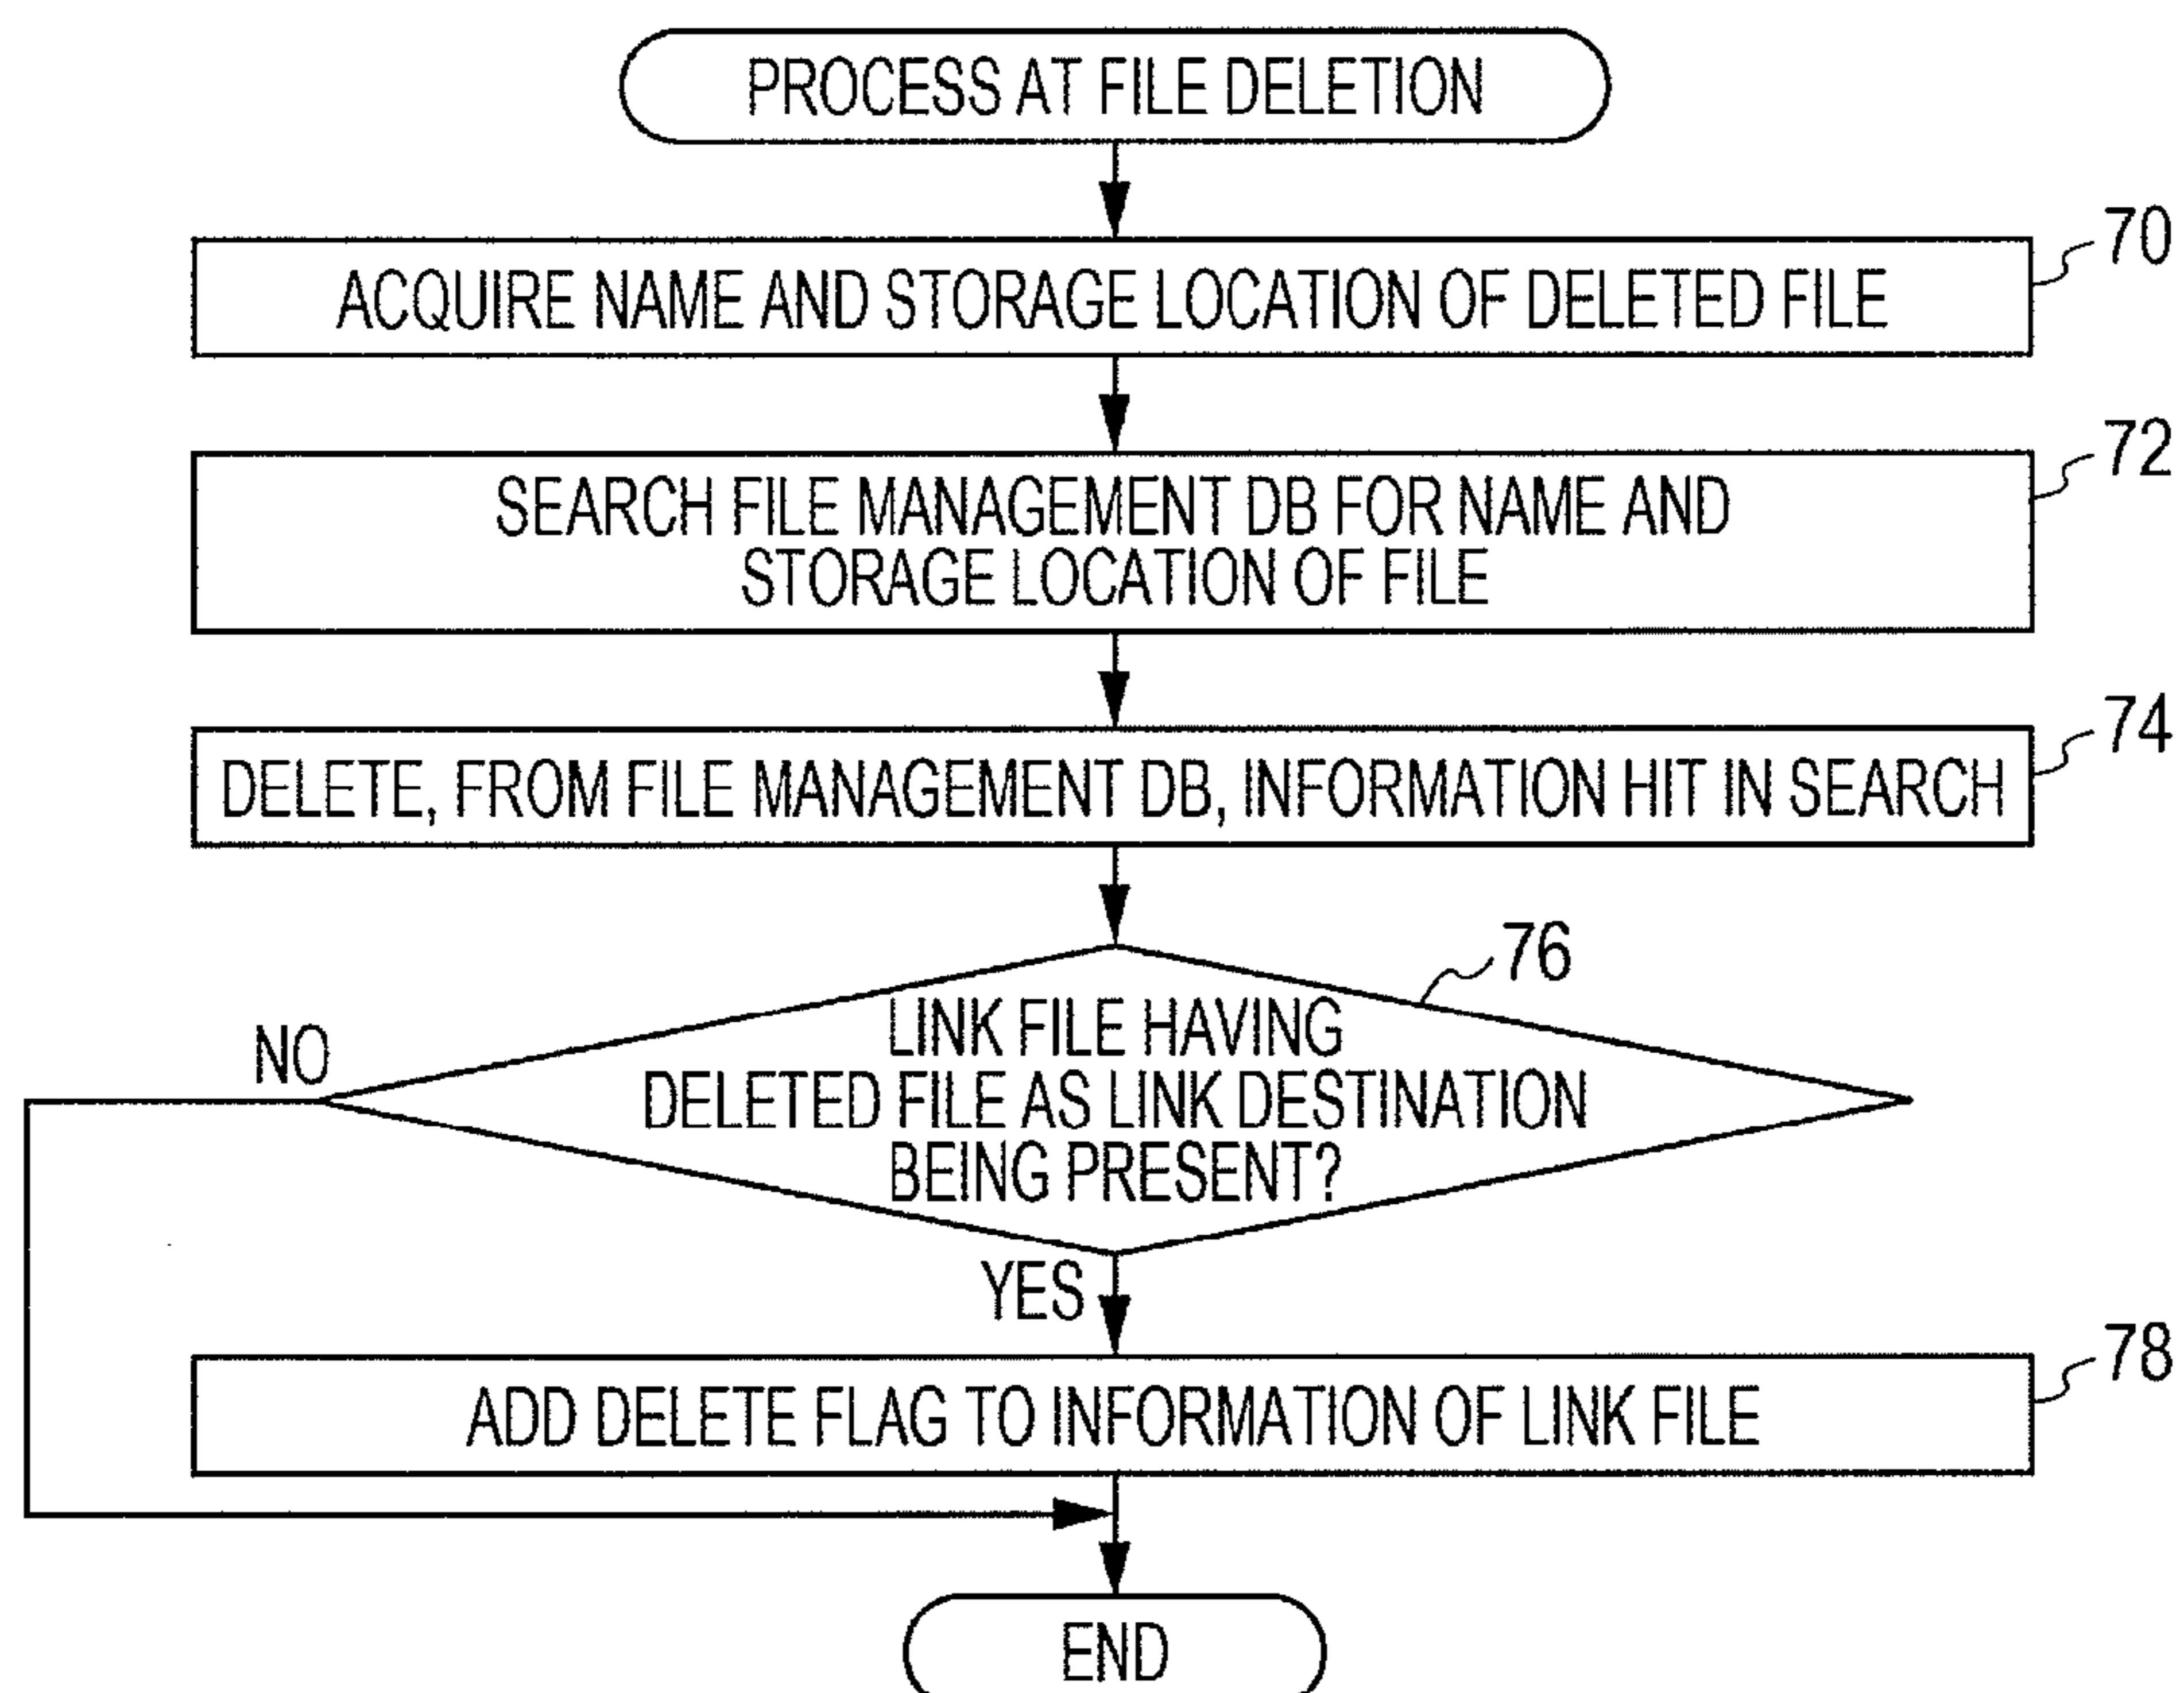 PROCESS AT FILE DELETION
70
ACQUIRE NAME AND STORAGE LOCATION OF DELETED FILE
72
SEARCH FILE MANAGEMENT DB FOR NAME AND
STORAGE LOCATION OF FILE
74
DELETE, FROM FILE MANAGEMENT DB, INFORMATION HIT IN SEARCH
76
LINK FILE HAVING
DELETED FILE AS LINK DESTINATION
BEING PRESENT?
NO
YES
78
ADD DELETE FLAG TO INFORMATION OF LINK FILE
END